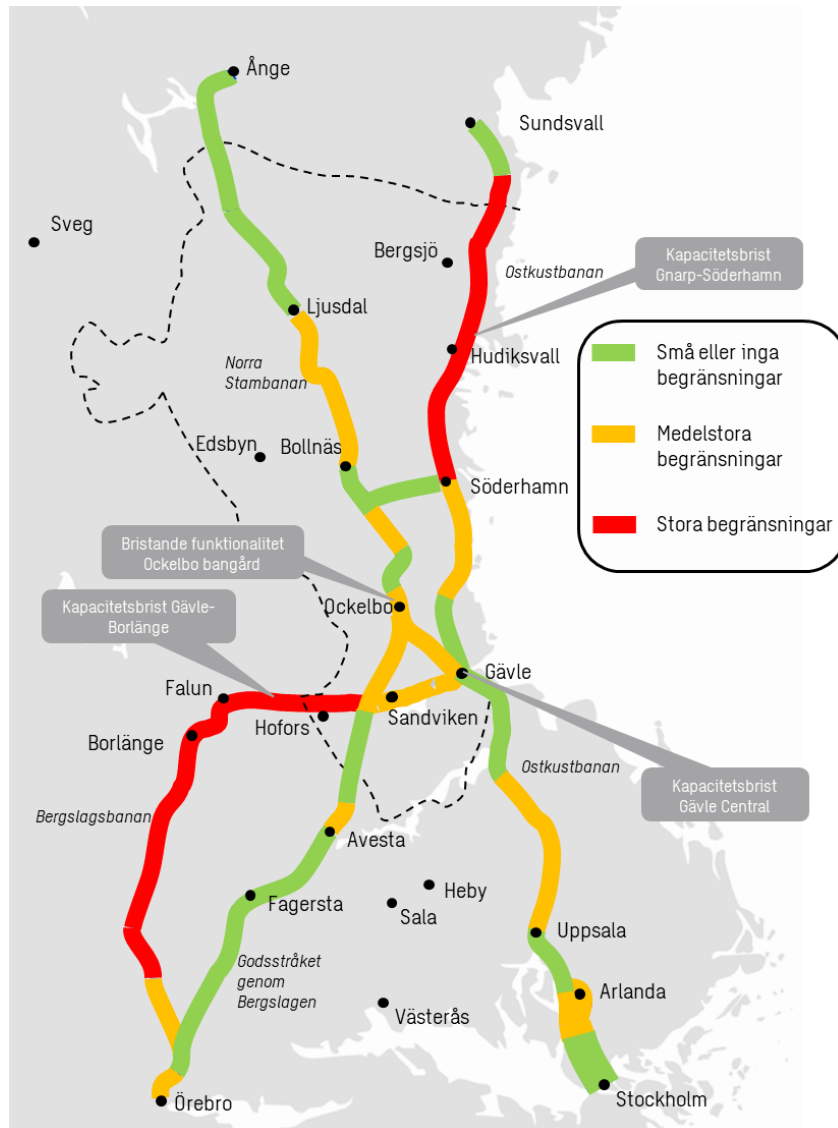 Ånge
Sundsvall
Sveg
Bergsjö
Ostkustbanan
Kapacitetsbrist
Gnarp-Söderhamn
Ljusdal
Hudiksvall
Små eller inga
begränsningar
Norra
Stambanan
Medelstora
begränsningar
Edsbyn
Bollnäs
Söderhamn
Stora begränsningar
Bristande funktionalitet
Ockelbo bangård
Kapacitetsbrist Gävle-
Borlänge
Ockelbo
Gävle
Falun
Sandviken
Hofors
Borlänge
Ostkustbanan
Kapacitetsbrist
Gävle Central
Bergslagsbanan
Avesta
Heby
Fagersta
Sala
Uppsala
Godsstråket
genom
Bergslagen
Arlanda
Västerås
Stockholm
Örebro